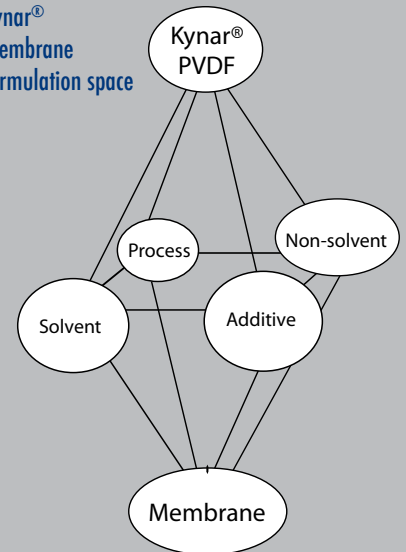 ynar®
embrane
rmulation space
Kynar®
PVDF
Process
Non-solvent
Solvent
Additive
Membrane